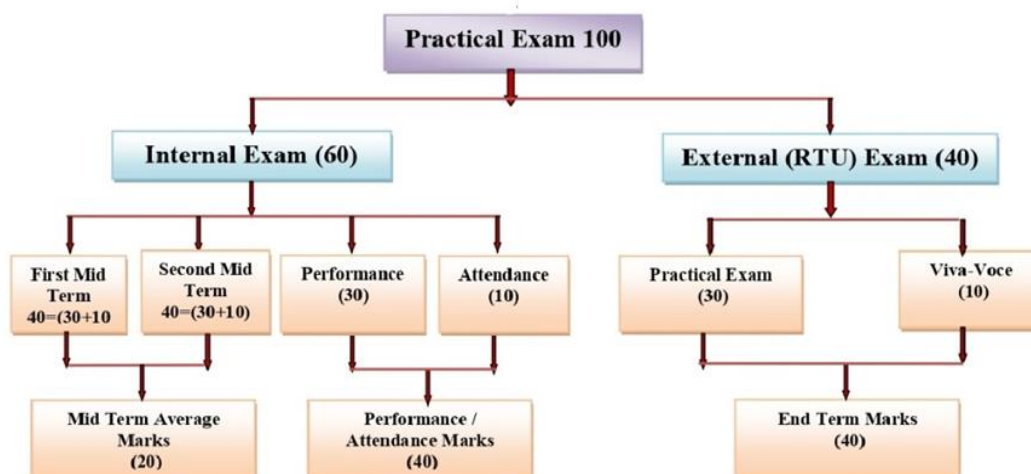 Practical Exam 100
Internal Exam (60)
External (RTU) Exam (40)
First Mid
Term
40=(30+10
Second Mid
Term
40=(30+10)
Performance
(30)
Attendance
(10)
Practical Exam
(30)
Viva-Voce
(10)
Mid Term Average
Marks
(20)
Performance /
Attendance Marks
(40)
End Term Marks
(40)